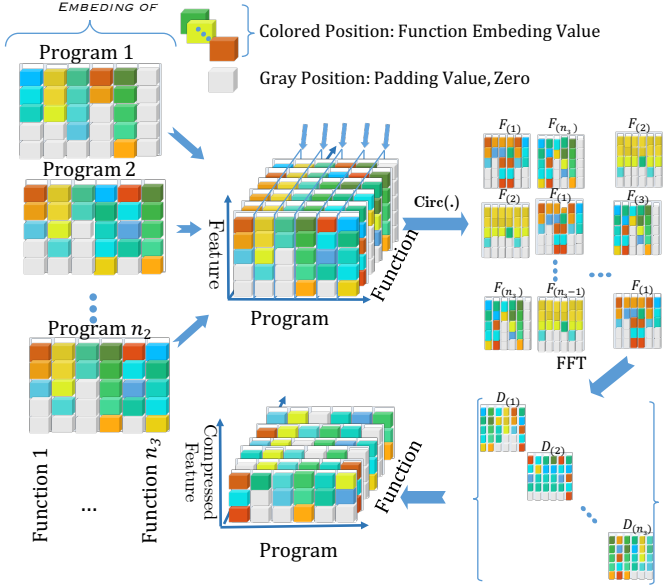 EMBEDING OF
Program 1
Colored Position: Function Embeding Value
Gray Position: Padding Value, Zero
Program 2
Program n₂
Function 1
...
Function n₃
Feature
Program
Function
Circ(.)
F₍₁₎
F₍ₙ₃₎
F₍₂₎
F₍₂₎
F₍₁₎
F₍₃₎
F₍ₙ₃₎
F₍ₙ₃₋₁₎
F₍₁₎
FFT
D₍₁₎
D₍₂₎
D₍ₙ₃₎
Compressed
Feature
Program
Function